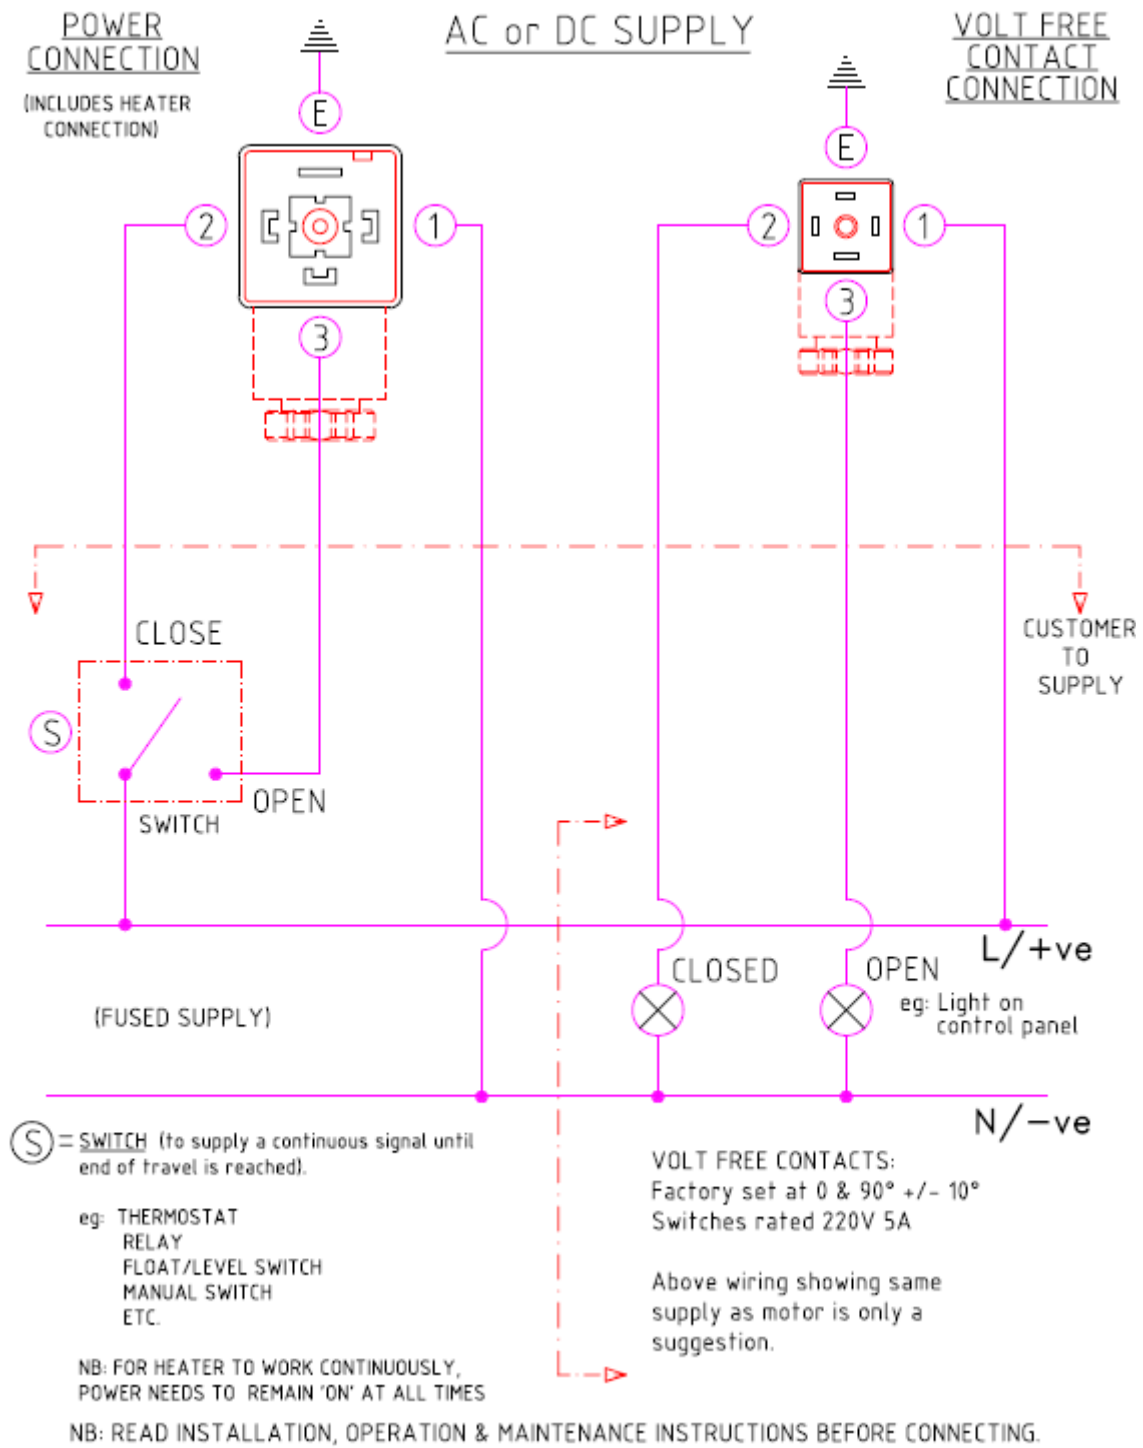 POWER
CONNECTION
(INCLUDES HEATER
CONNECTION)
AC or DC SUPPLY
VOLT FREE
CONTACT
CONNECTION
E
E
2
1
2
1
3
3
CLOSE
CUSTOMER
TO
SUPPLY
S
OPEN
SWITCH
L/+ve
CLOSED
OPEN
eg: Light on
control panel
(FUSED SUPPLY)
N/-ve
S = SWITCH (to supply a continuous signal until
end of travel is reached).
eg: THERMOSTAT
RELAY
FLOAT/LEVEL SWITCH
MANUAL SWITCH
ETC.
NB: FOR HEATER TO WORK CONTINUOUSLY,
POWER NEEDS TO REMAIN 'ON' AT ALL TIMES
VOLT FREE CONTACTS:
Factory set at 0 & 90° +/- 10°
Switches rated 220V 5A
Above wiring showing same
supply as motor is only a
suggestion.
NB: READ INSTALLATION, OPERATION & MAINTENANCE INSTRUCTIONS BEFORE CONNECTING.